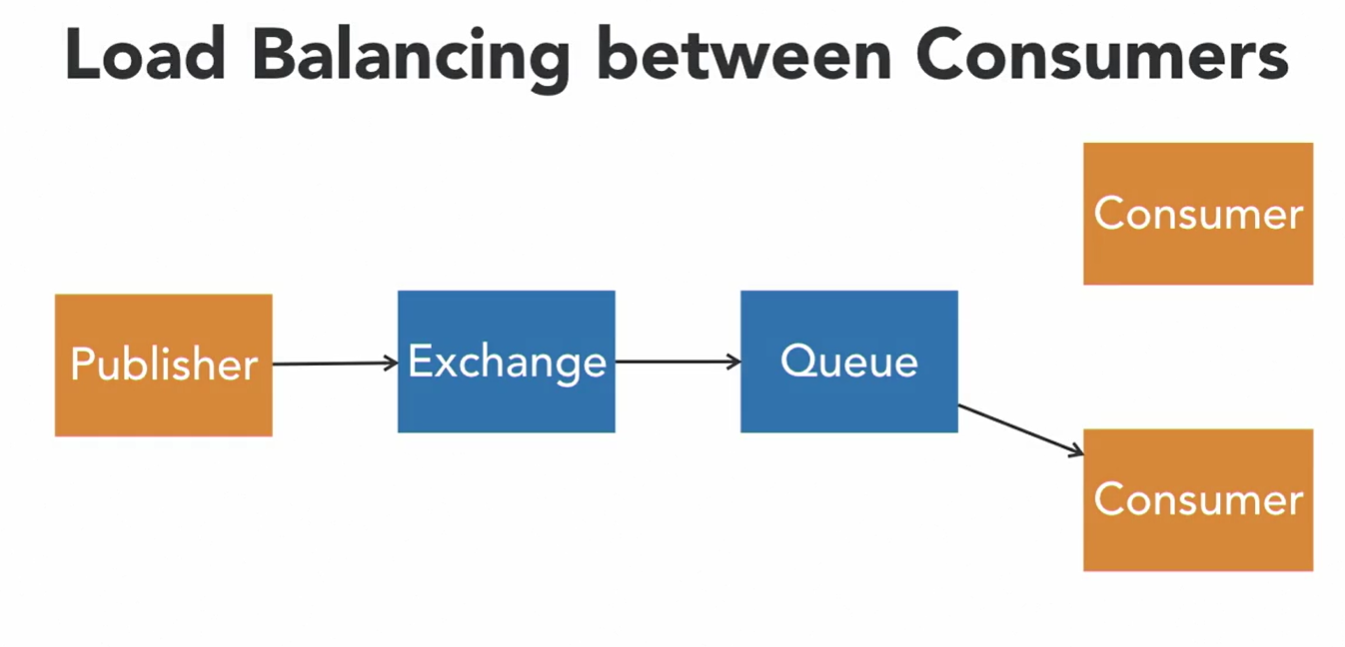 Load Balancing between Consumers
Consumer
Publisher
Exchange
Queue
Consumer